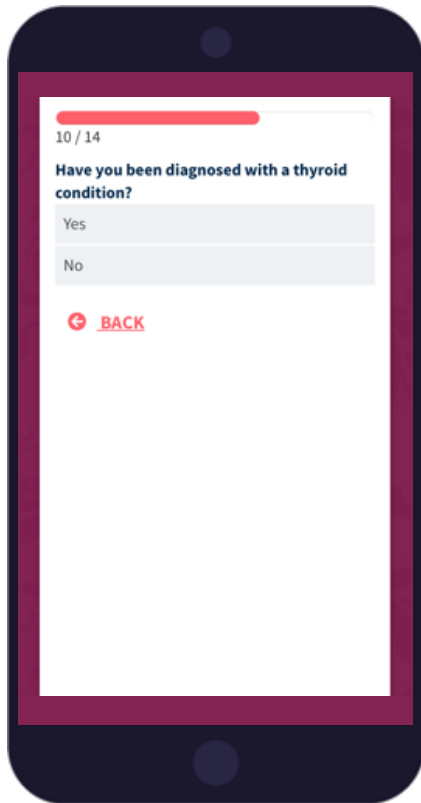 10 / 14
Have you been diagnosed with a thyroid
condition?
Yes
No
BACK